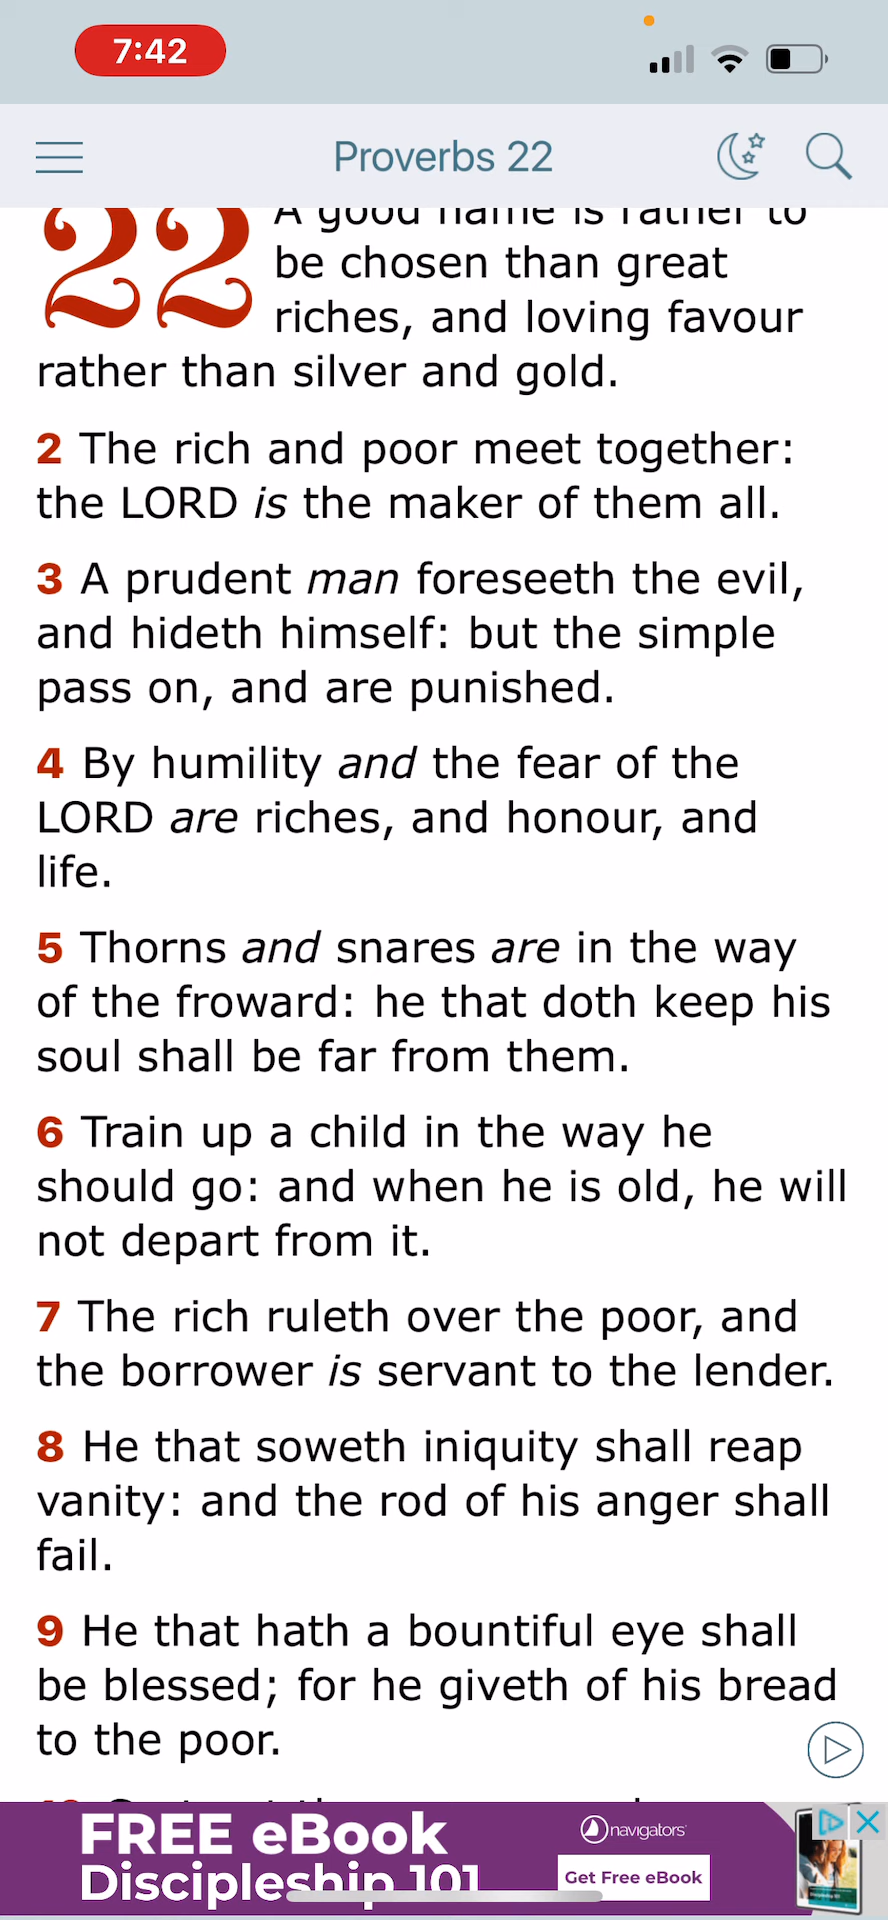 7:42
Proverbs 22
22 A good name is rather to
be chosen than great
riches, and loving favour
rather than silver and gold.
2 The rich and poor meet together:
the LORD is the maker of them all.
3 A prudent man foreseeth the evil,
and hideth himself: but the simple
pass on, and are punished.
4 By humility and the fear of the
LORD are riches, and honour, and
life.
5 Thorns and snares are in the way
of the froward: he that doth keep his
soul shall be far from them.
6 Train up a child in the way he
should go: and when he is old, he will
not depart from it.
7 The rich ruleth over the poor, and
the borrower is servant to the lender.
8 He that soweth iniquity shall reap
vanity: and the rod of his anger shall
fail.
9 He that hath a bountiful eye shall
be blessed; for he giveth of his bread
to the poor.
FREE eBook
Discipleship 101
navigators
Get Free eBook